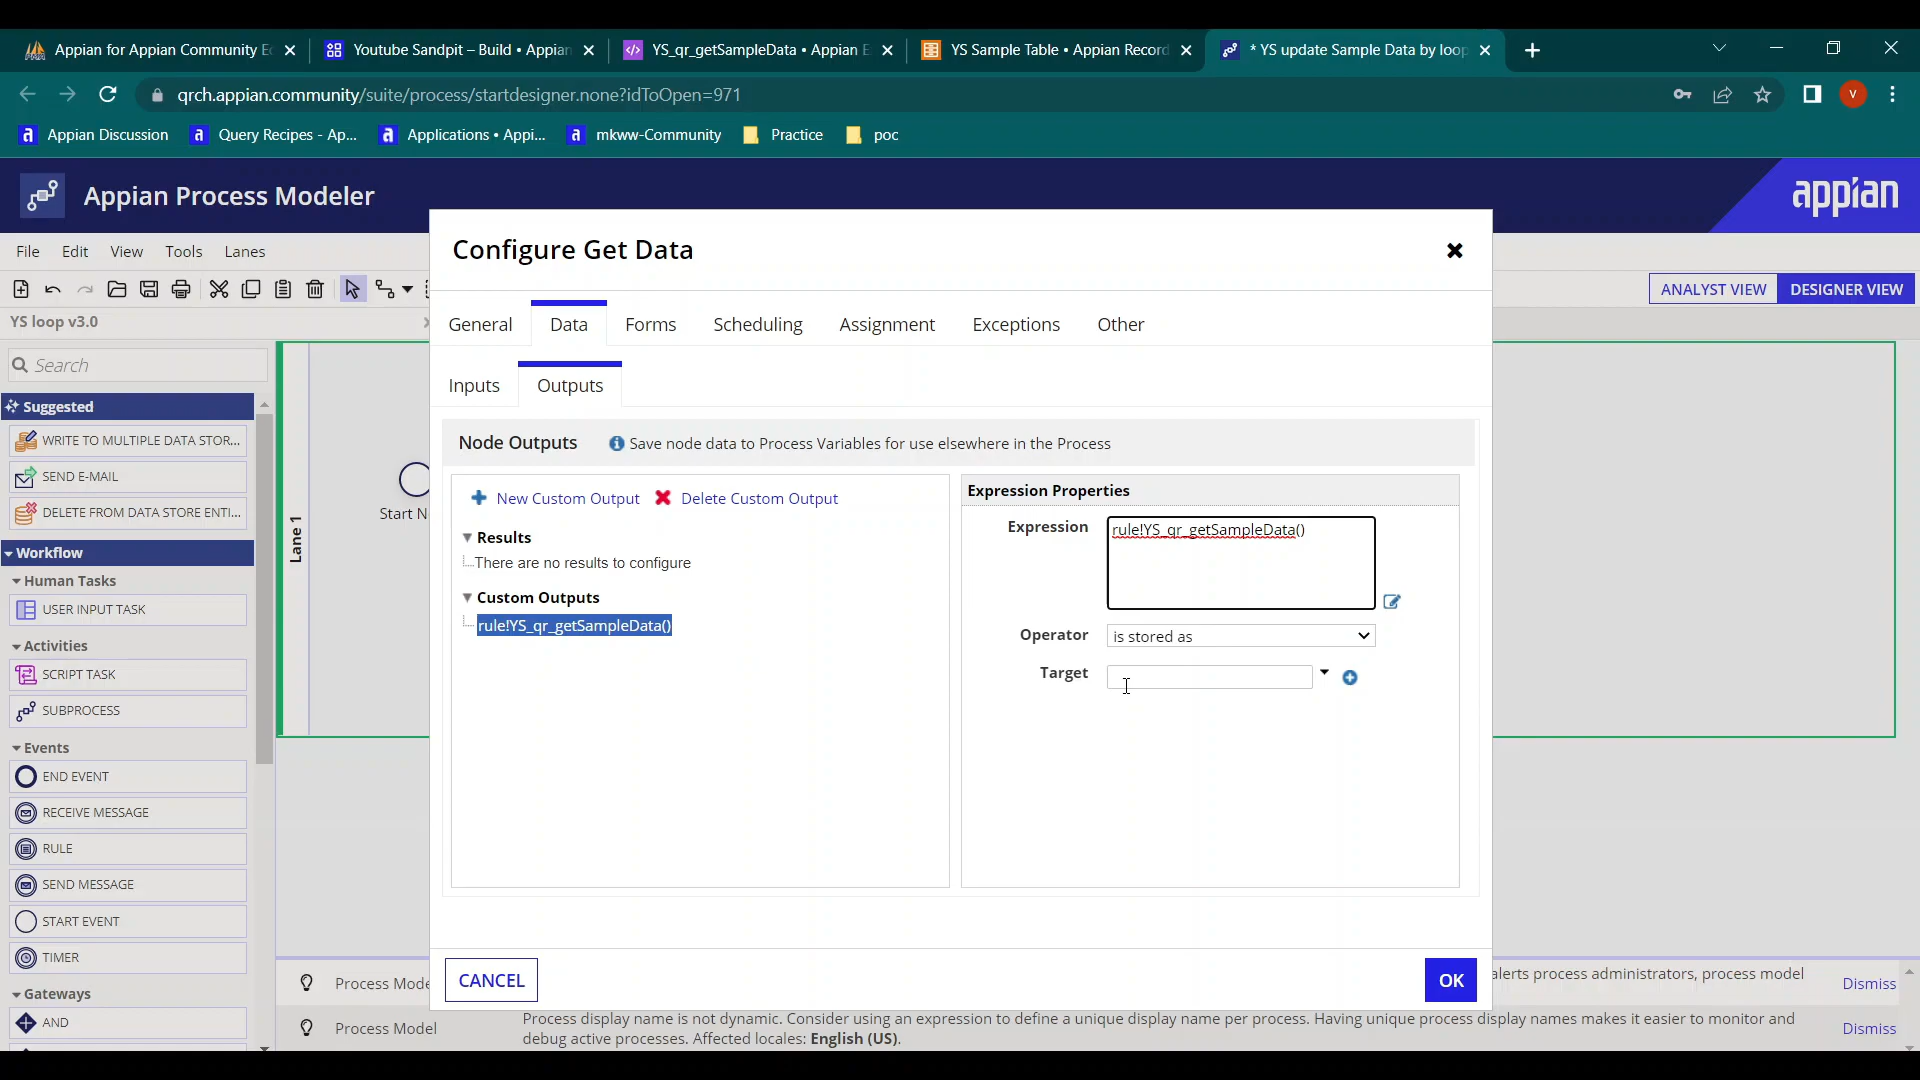 Appian for Appian Community E
Youtube Sandpit – Build • Appian
YS_qr_getSampleData • Appian E
YS Sample Table • Appian Record
* YS update Sample Data by loop
qrch.appian.community/suite/process/startdesigner.none?idToOpen=971
V
Appian Discussion
Query Recipes - Ap...
Applications • Appi...
mkww-Community
Practice
poc
Appian Process Modeler
appian
File
Edit
View
Tools
Lanes
ANALYST VIEW
DESIGNER VIEW
YS loop v3.0
Search
Suggested
WRITE TO MULTIPLE DATA STOR...
SEND E-MAIL
DELETE FROM DATA STORE ENTI...
Workflow
Human Tasks
USER INPUT TASK
Activities
SCRIPT TASK
SUBPROCESS
Events
END EVENT
RECEIVE MESSAGE
RULE
SEND MESSAGE
START EVENT
TIMER
Gateways
AND
Lane 1
Start N
Configure Get Data
General
Data
Forms
Scheduling
Assignment
Exceptions
Other
Inputs
Outputs
Node Outputs
Save node data to Process Variables for use elsewhere in the Process
New Custom Output
Delete Custom Output
Results
There are no results to configure
Custom Outputs
rule!YS_qr_getSampleData()
Expression Properties
Expression
rule!YS_qr_getSampleData()
Operator
is stored as
Target
CANCEL
OK
Process Mode
alerts process administrators, process model
Dismiss
Process Model
Process display name is not dynamic. Consider using an expression to define a unique display name per process. Having unique process display names makes it easier to monitor and
debug active processes. Affected locales: English (US).
Dismiss